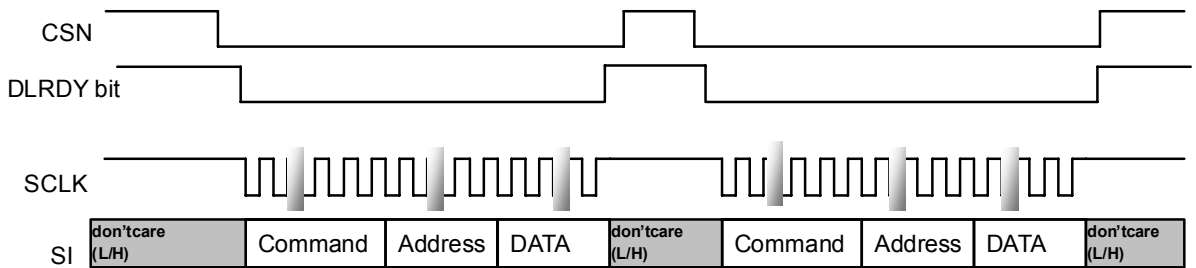 CSN
DLRDY bit
SCLK
SI
don'tcare
(L/H)
Command
Address
DATA
don'tcare
(L/H)
Command
Address
DATA
don'tcare
(L/H)